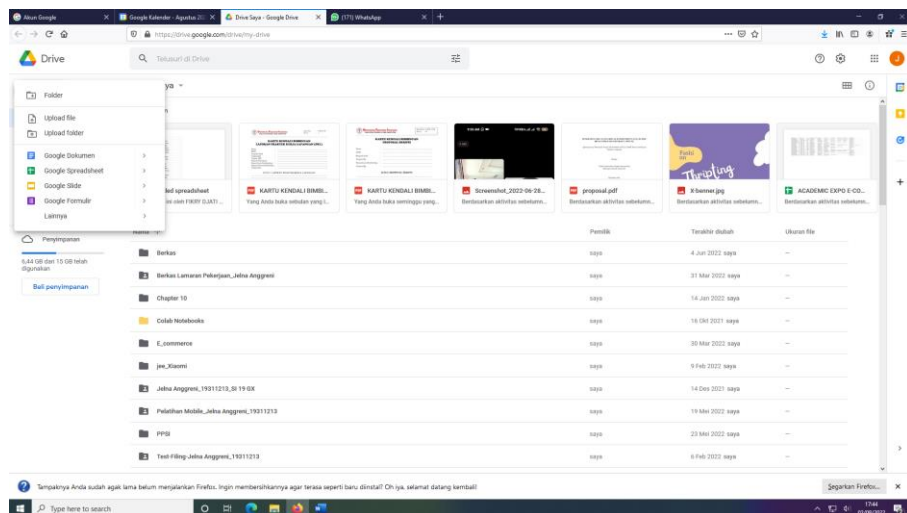 Akun Google
Google Kalender - Agustus 20
Drive Saya - Google Drive
(171) WhatsApp
https://drive.google.com/drive/my-drive
Drive
Telusuri di Drive
Folder
Upload file
Upload folder
Google Dokumen
Google Spreadsheet
Google Slide
Google Formulir
Lainnya
ya
KARTU KENDALI BIMBI...
Yang Anda buka sebulan yang l...
KARTU KENDALI BIMBI...
Yang Anda buka seminggu yang...
Screenshot_2022-06-28...
Berdasarkan aktivitas sebelumn...
proposal.pdf
Berdasarkan aktivitas sebelumn...
Thripting
X-benner.jpg
Berdasarkan aktivitas sebelumn...
ACADEMIC EXPO E-CO...
Berdasarkan aktivitas sebelumn...
led spreadsheet
Penyimpanan
6,44 GB dari 15 GB telah
digunakan
Beli penyimpanan
Nama Pemilik Terakhir diubah Ukuran file
Berkas saya 4 Jun 2022 saya –
Berkas Lamaran Pekerjaan_Jelna Anggreni saya 31 Mar 2022 saya –
Chapter 10 saya 14 Jan 2022 saya –
Colab Notebooks saya 16 Okt 2021 saya –
E_commerce saya 30 Mar 2022 saya –
jee_Xiaomi saya 9 Feb 2022 saya –
Jelna Anggreni_19311213_SI 19-GX saya 14 Des 2021 saya –
Pelatihan Mobile_Jelna Anggreni_19311213 saya 19 Mei 2022 saya –
PPSI saya 23 Mei 2022 saya –
Test-Filing-Jelna Anggreni_19311213 saya 6 Feb 2022 saya –
Tampaknya Anda sudah agak lama belum menjalankan Firefox. Ingin membersihkannya agar terasa seperti baru diinstal? Oh iya, selamat datang kembali!
Segarkan Firefox...
Type here to search
17:44